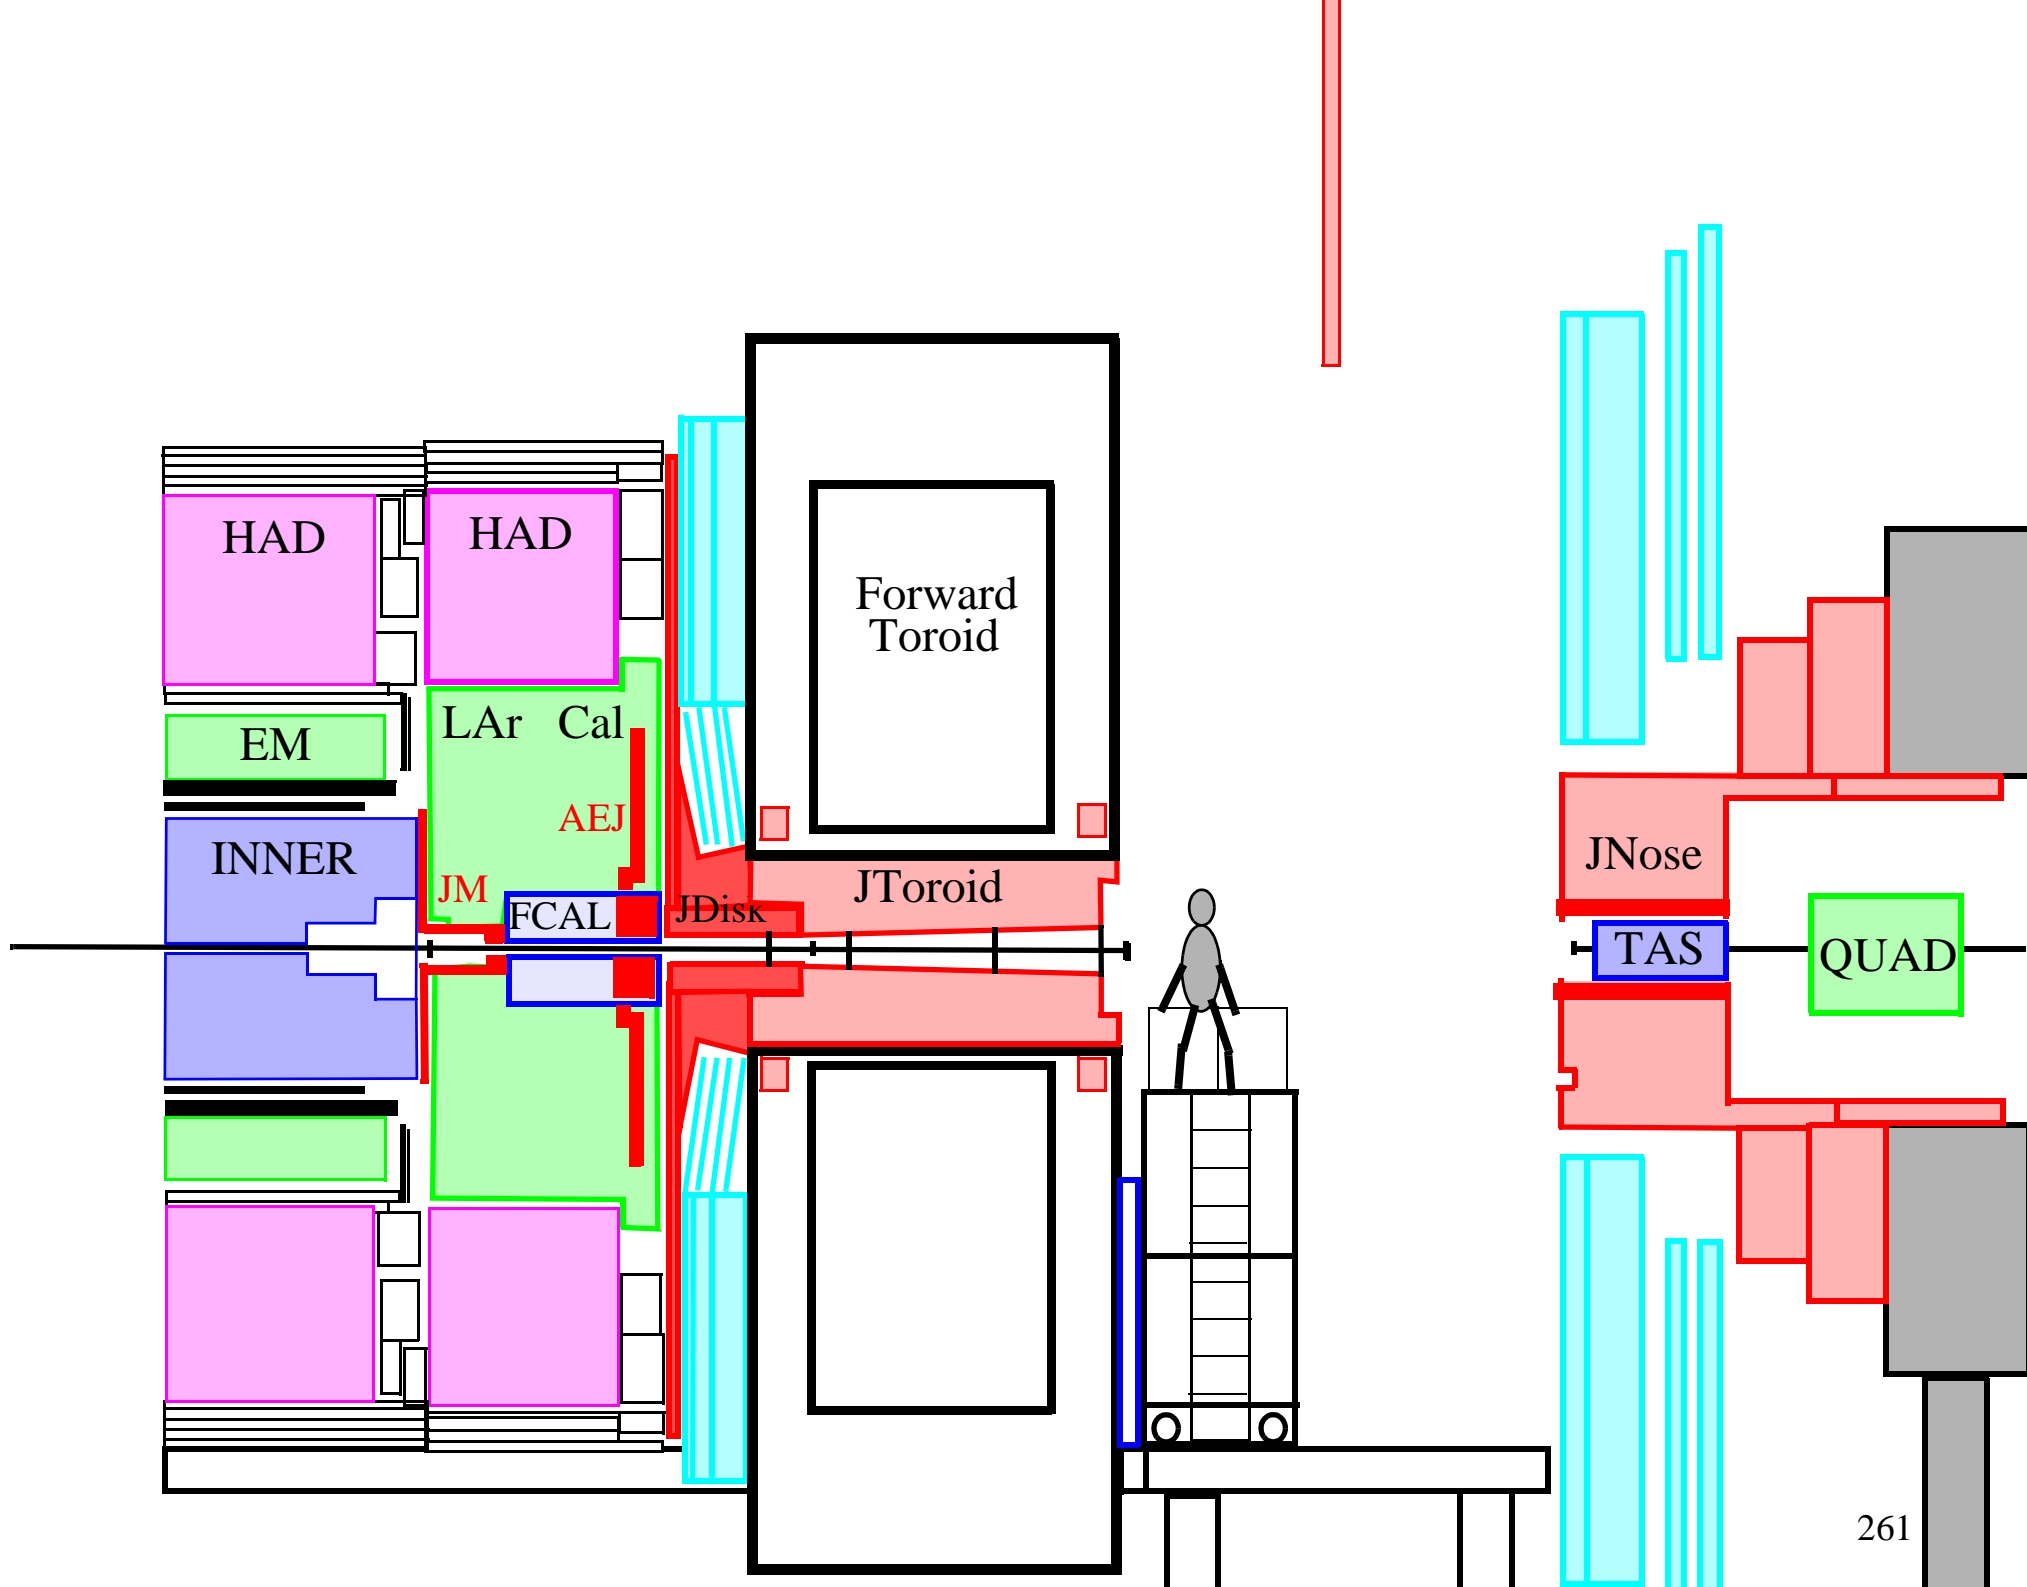 HAD
HAD
Forward
Toroid
LAr Cal
EM
AEJ
INNER
JM
FCAL
JDisk
JToroid
JNose
TAS
QUAD
261